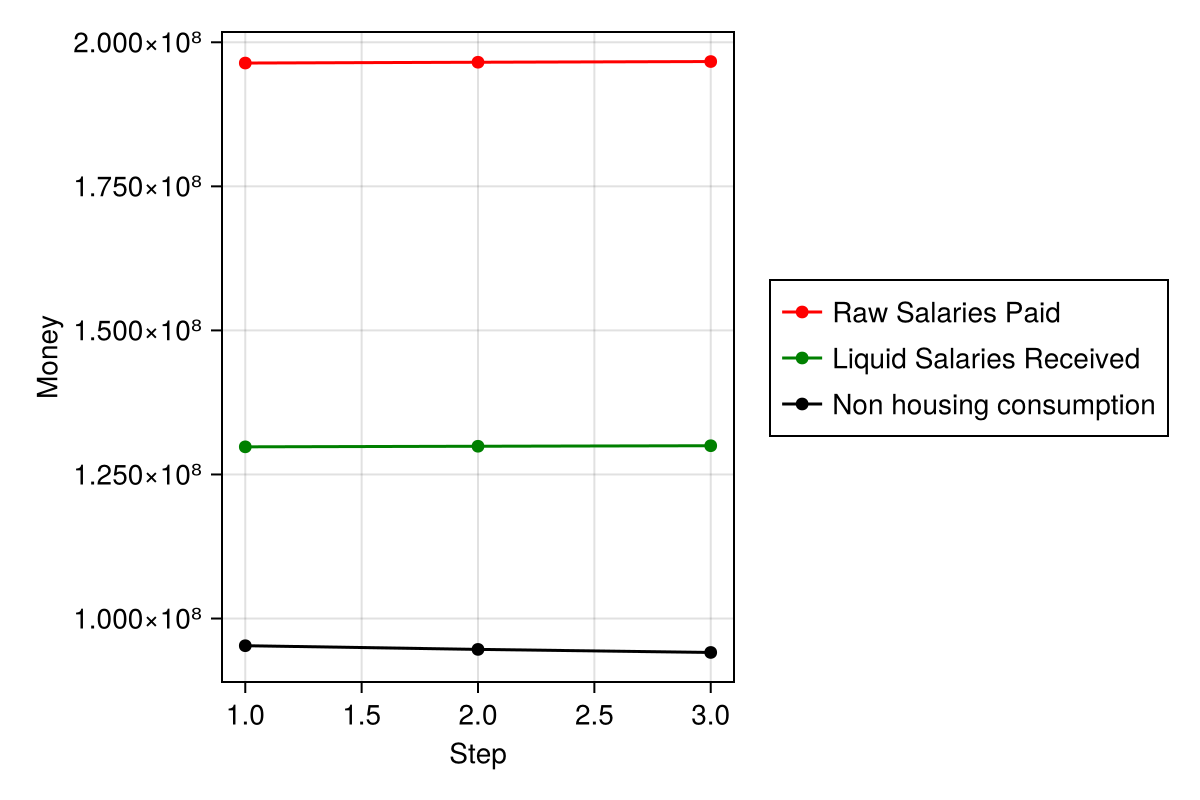 2.000×10⁸
1.750×10⁸
1.500×10⁸
1.250×10⁸
1.000×10⁸
Money
1.0 1.5 2.0 2.5 3.0
Step
Raw Salaries Paid
Liquid Salaries Received
Non housing consumption